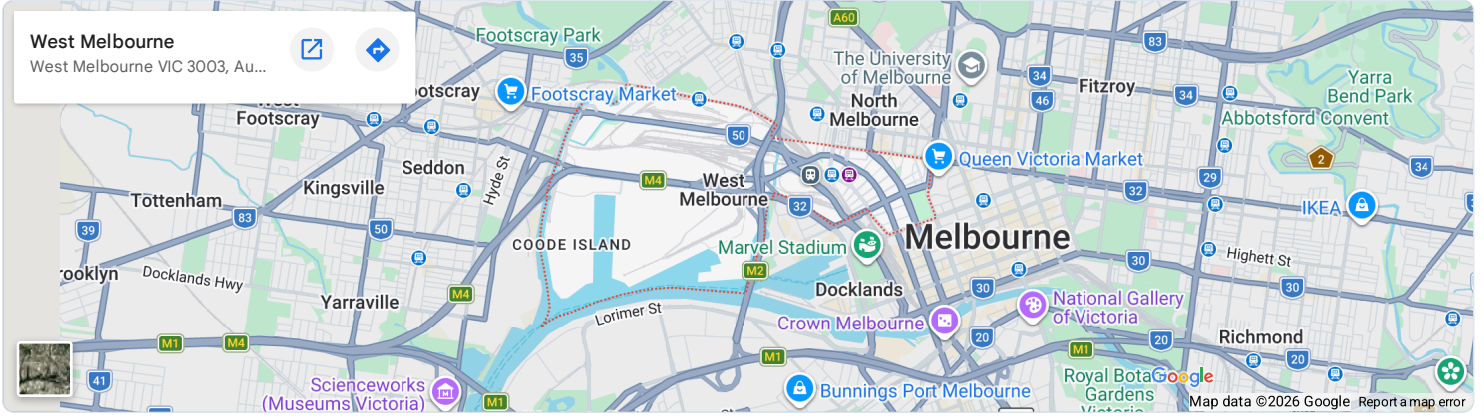 West Melbourne
West Melbourne VIC 3003, Au...
A60
Footscray Park
35
83
The University
of Melbourne
34
46
Fitzroy
34
Yarra
Bend Park
Abbotsford Convent
otscray
Footscray Market
North
Melbourne
West
Footscray
50
Queen Victoria Market
2
34
Seddon
Hyde St
M4
West
Melbourne
29
32
Kingsville
Tottenham
83
32
IKEA
39
50
COODE ISLAND
Marvel Stadium
Melbourne
Highett St
30
rooklyn
Docklands Hwy
M2
Docklands
30
30
Yarraville
M4
Lorimer St
National Gallery
of Victoria
Crown Melbourne
20
20
Richmond
M1
M4
M1
M1
20
41
Scienceworks
(Museums Victoria)
M1
Bunnings Port Melbourne
Royal Bota
Gardens
Victoria
Google
Map data ©2026 Google
Report a map error